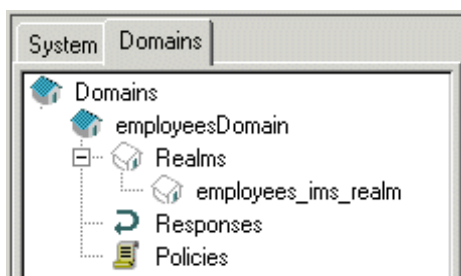 System Domains
Domains
employeesDomain
Realms
employees_ims_realm
Responses
Policies